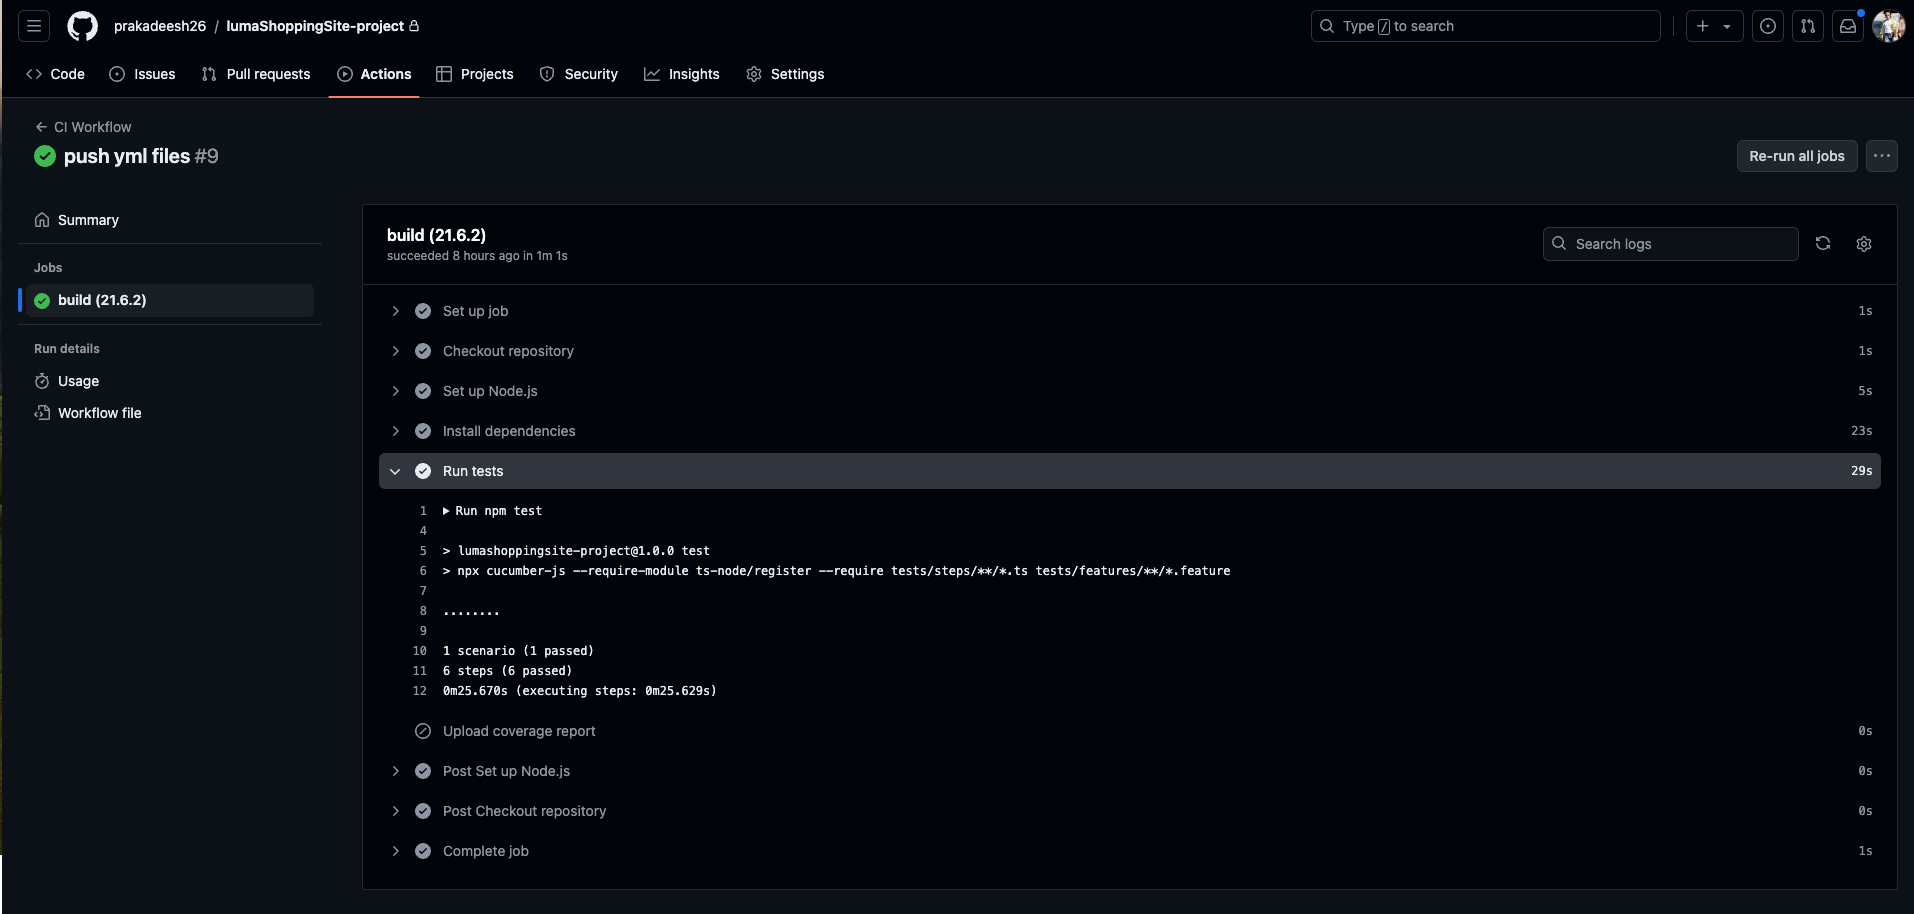 prakadeesh26 / lumaShoppingSite-project
Type / to search
Code Issues Pull requests Actions Projects Security Insights Settings
CI Workflow
push yml files #9
Re-run all jobs
Summary
Jobs
build (21.6.2)
Run details
Usage
Workflow file
build (21.6.2)
succeeded 8 hours ago in 1m 1s
Search logs
Set up job 1s
Checkout repository 1s
Set up Node.js 5s
Install dependencies 23s
Run tests 29s
1 Run npm test
4
5 > lumashoppingsite-project@1.0.0 test
6 > npx cucumber-js --require-module ts-node/register --require tests/steps/**/*.ts tests/features/**/*.feature
7
8 ........
9
10 1 scenario (1 passed)
11 6 steps (6 passed)
12 0m25.670s (executing steps: 0m25.629s)
Upload coverage report 0s
Post Set up Node.js 0s
Post Checkout repository 0s
Complete job 1s